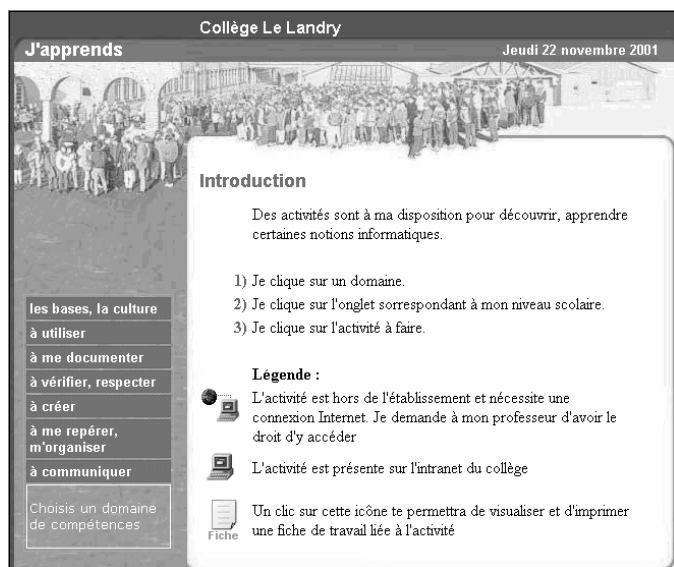 Collège Le Landry
J'apprends
Jeudi 22 novembre 2001
Introduction
Des activités sont à ma disposition pour découvrir, apprendre
certaines notions informatiques.
1) Je clique sur un domaine.
2) Je clique sur l'onglet sorrespondant à mon niveau scolaire.
3) Je clique sur l'activité à faire.
les bases, la culture
à utiliser
à me documenter
à vérifier, respecter
à créer
à me repérer,
m'organiser
à communiquer
Choisis un domaine
de compétences
Légende :
L'activité est hors de l'établissement et nécessite une
connexion Internet. Je demande à mon professeur d'avoir le
droit d'y accéder
L'activité est présente sur l'intranet du collège
Fiche
Un clic sur cette icône te permettra de visualiser et d'imprimer
une fiche de travail liée à l'activité